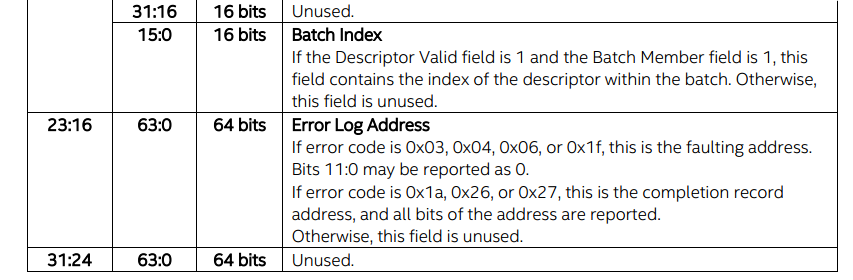 31:16 16 bits Unused.
15:0 16 bits Batch Index
If the Descriptor Valid field is 1 and the Batch Member field is 1, this
field contains the index of the descriptor within the batch. Otherwise,
this field is unused.
23:16 63:0 64 bits Error Log Address
If error code is 0x03, 0x04, 0x06, or 0x1f, this is the faulting address.
Bits 11:0 may be reported as 0.
If error code is 0x1a, 0x26, or 0x27, this is the completion record
address, and all bits of the address are reported.
Otherwise, this field is unused.
31:24 63:0 64 bits Unused.